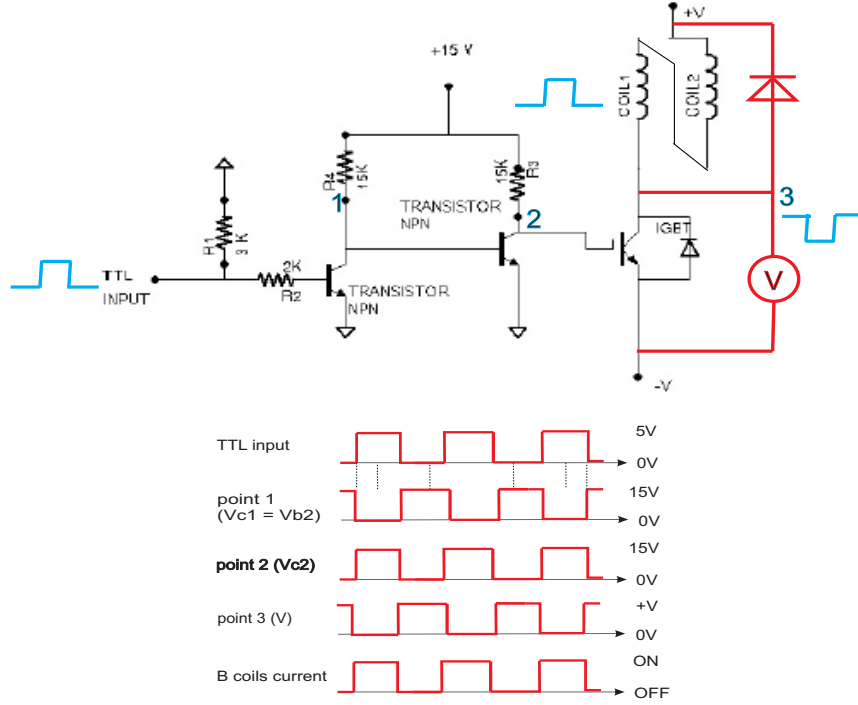 +V
+15 V
COIL1
COIL2
R4
15K
15K
R3
1
TRANSISTOR
NPN
2
3
IGBT
R1
3 K
TTL
INPUT
2K
R2
TRANSISTOR
NPN
V
-V
TTL input
5V
0V
point 1
(Vc1 = Vb2)
15V
0V
point 2 (Vc2)
15V
0V
point 3 (V)
+V
0V
B coils current
ON
OFF